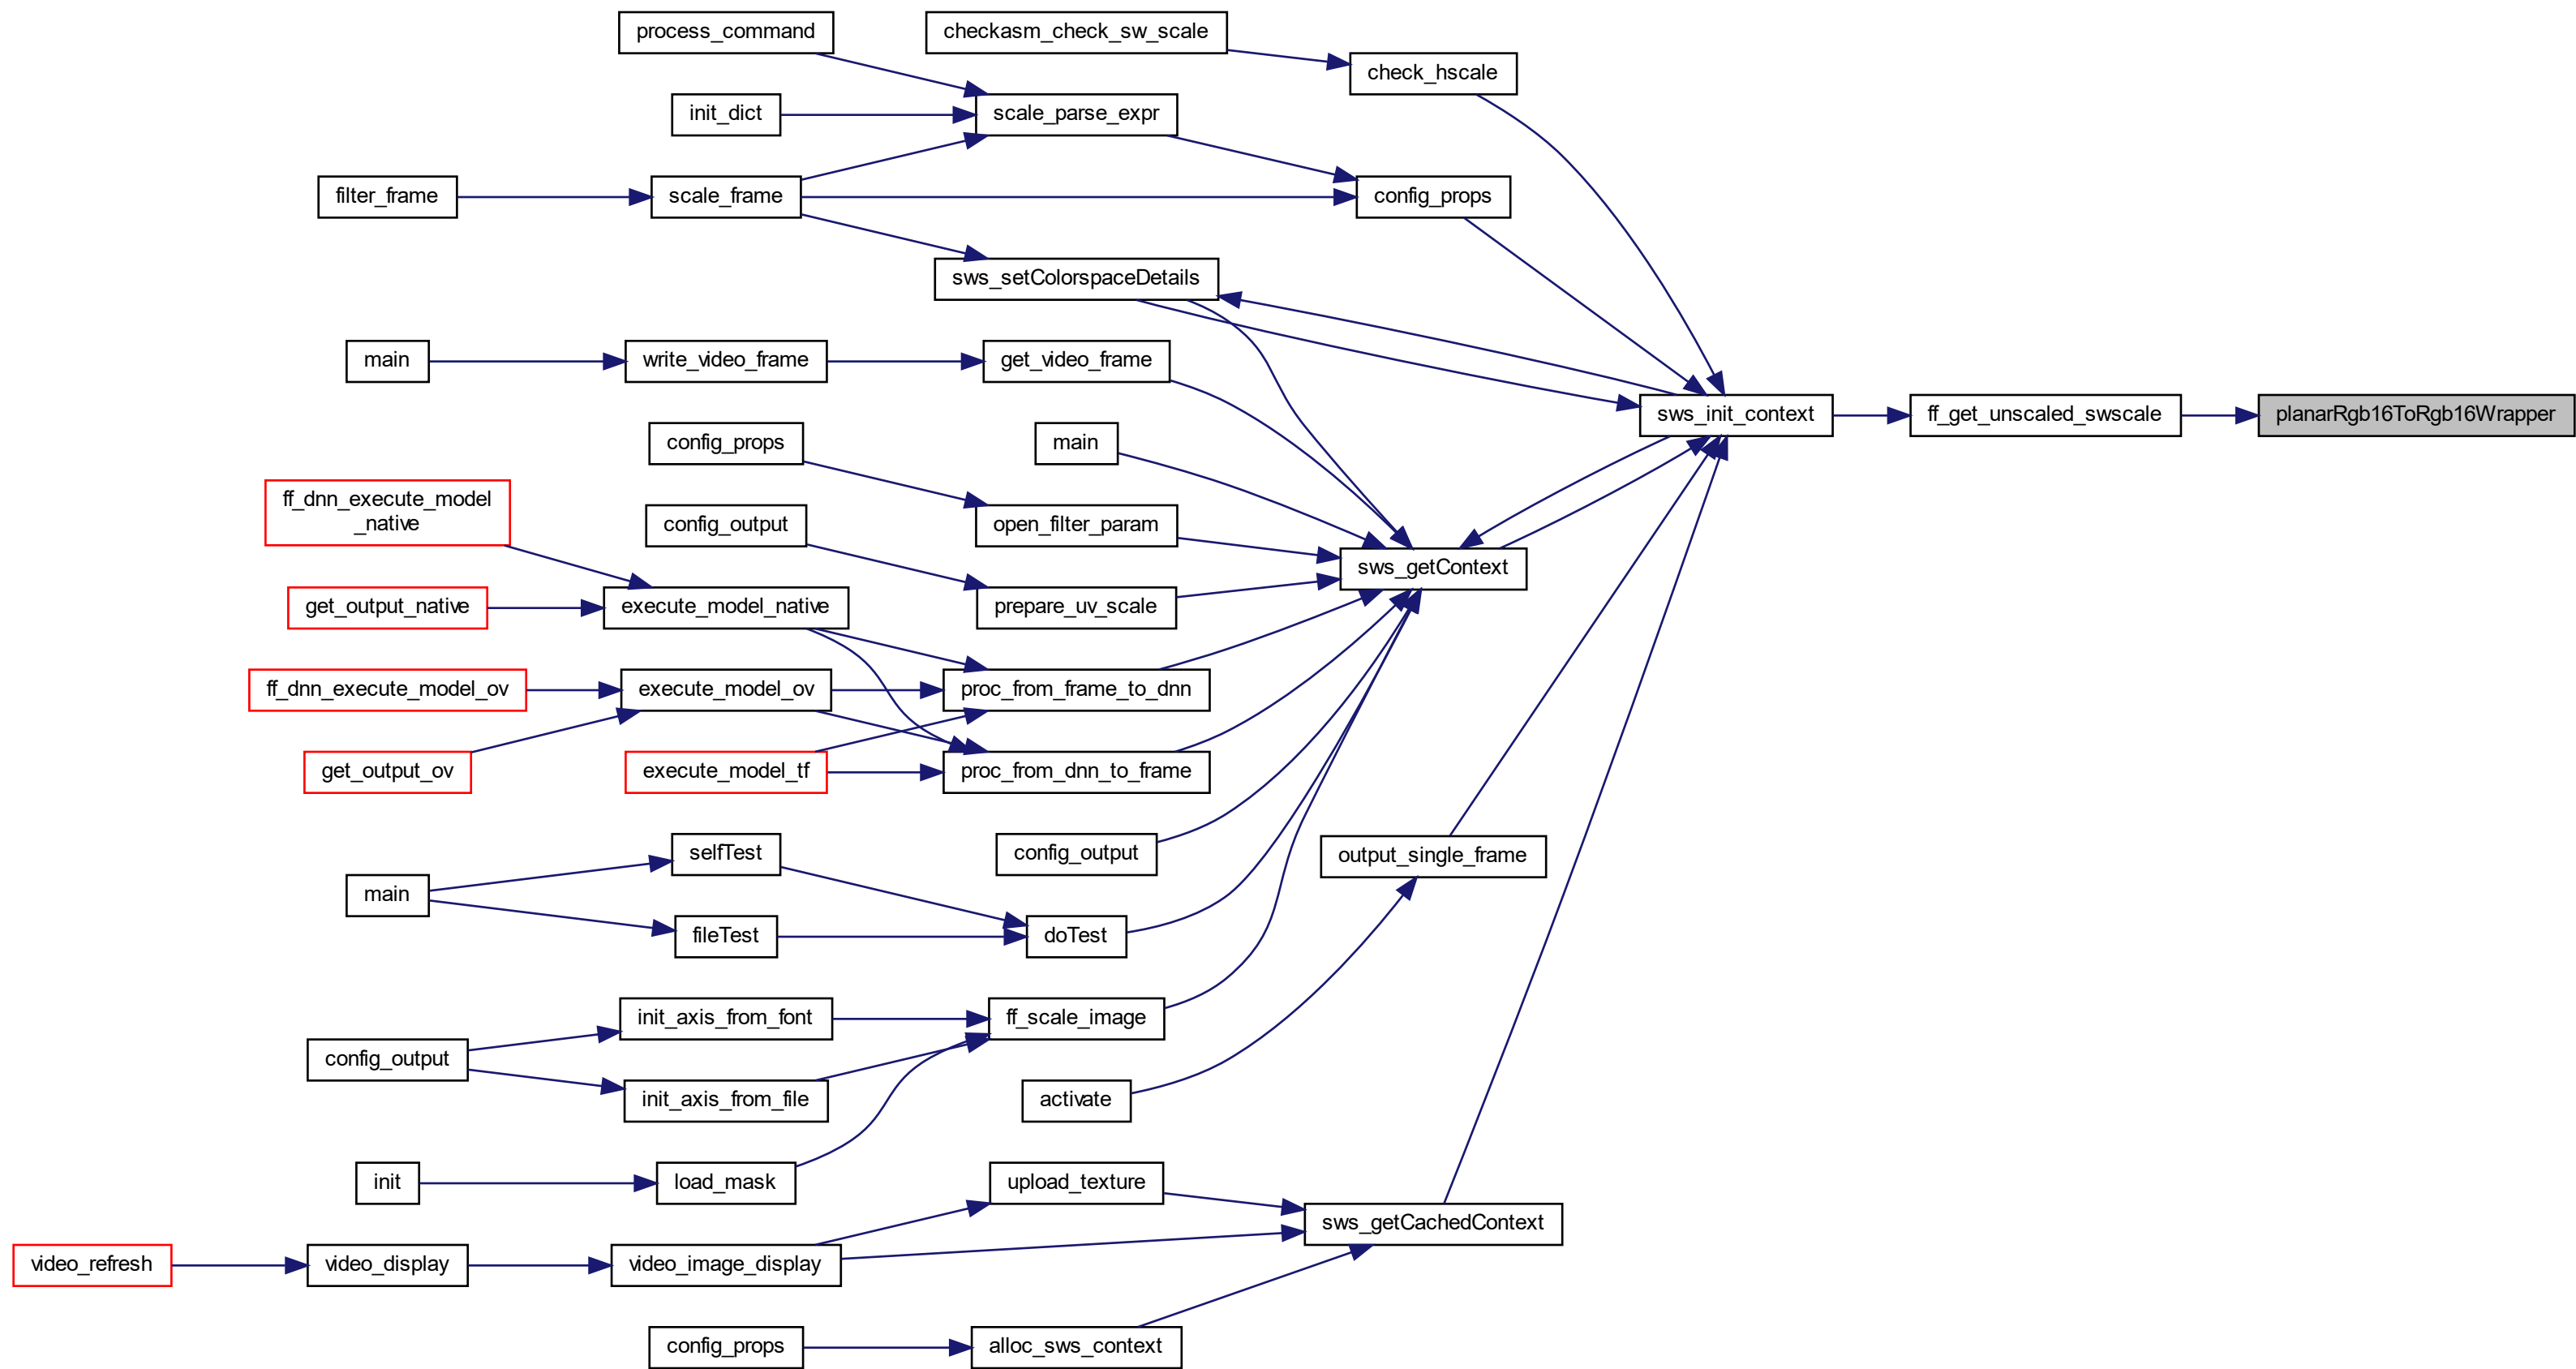 process_command
checkasm_check_sw_scale
check_hscale
init_dict
scale_parse_expr
filter_frame
scale_frame
config_props
sws_setColorspaceDetails
main
write_video_frame
get_video_frame
sws_init_context
ff_get_unscaled_swscale
planarRgb16ToRgb16Wrapper
config_props
main
ff_dnn_execute_model
_native
config_output
open_filter_param
sws_getContext
get_output_native
execute_model_native
prepare_uv_scale
ff_dnn_execute_model_ov
execute_model_ov
proc_from_frame_to_dnn
get_output_ov
execute_model_tf
proc_from_dnn_to_frame
selfTest
config_output
output_single_frame
main
fileTest
doTest
init_axis_from_font
ff_scale_image
config_output
init_axis_from_file
activate
init
load_mask
upload_texture
sws_getCachedContext
video_refresh
video_display
video_image_display
config_props
alloc_sws_context